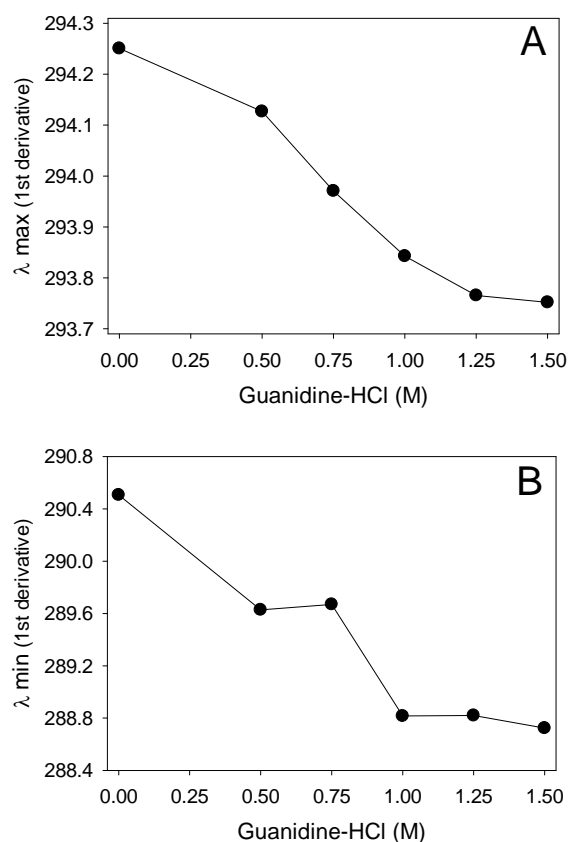 A
294.3
294.2
294.1
294.0
293.9
293.8
293.7
λ max (1st derivative)
0.00 0.25 0.50 0.75 1.00 1.25 1.50
Guanidine-HCl (M)
B
290.8
290.4
290.0
289.6
289.2
288.8
288.4
λ min (1st derivative)
0.00 0.25 0.50 0.75 1.00 1.25 1.50
Guanidine-HCl (M)